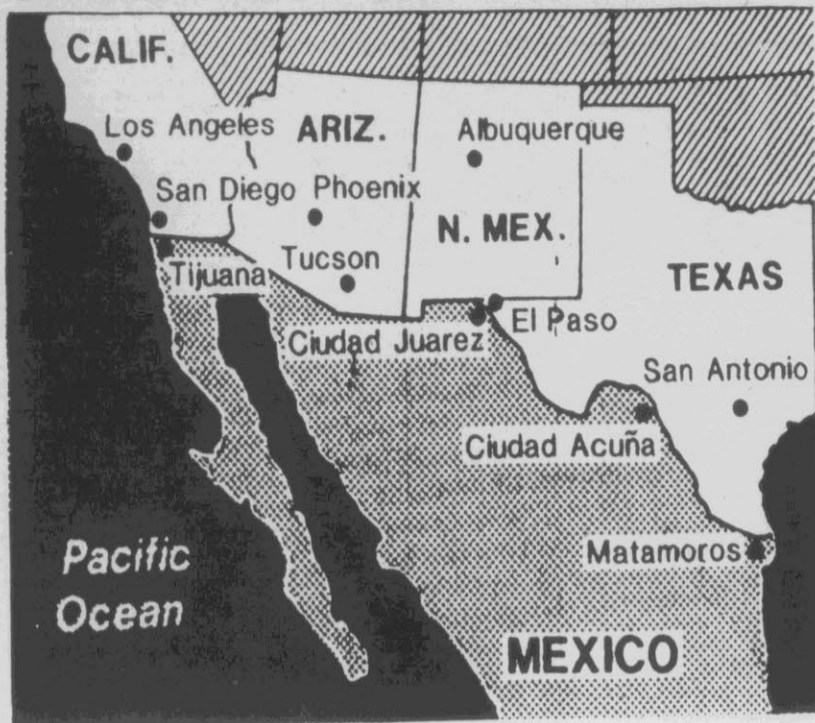 CALIF.
Los Angeles
ARIZ.
Albuquerque
San Diego
Phoenix
N. MEX.
Tijuana
Tucson
TEXAS
Ciudad Juarez
El Paso
San Antonio
Ciudad Acuña
Pacific
Ocean
Matamoros
MEXICO